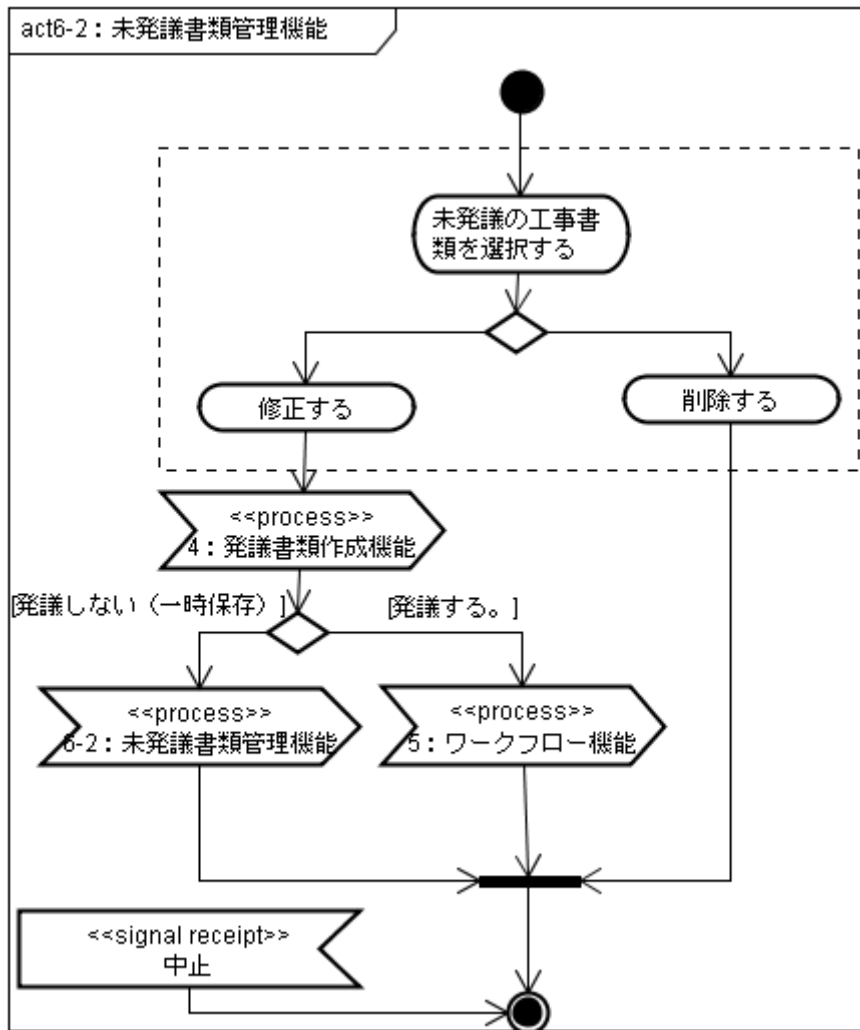 act6-2：未発議書類管理機能
未発議の工事書
類を選択する
修正する
削除する
<<process>>
4：発議書類作成機能
[発議しない（一時保存）]
[発議する。]
<<process>>
6-2：未発議書類管理機能
<<process>>
5：ワークフロー機能
<<signal receipt>>
中止